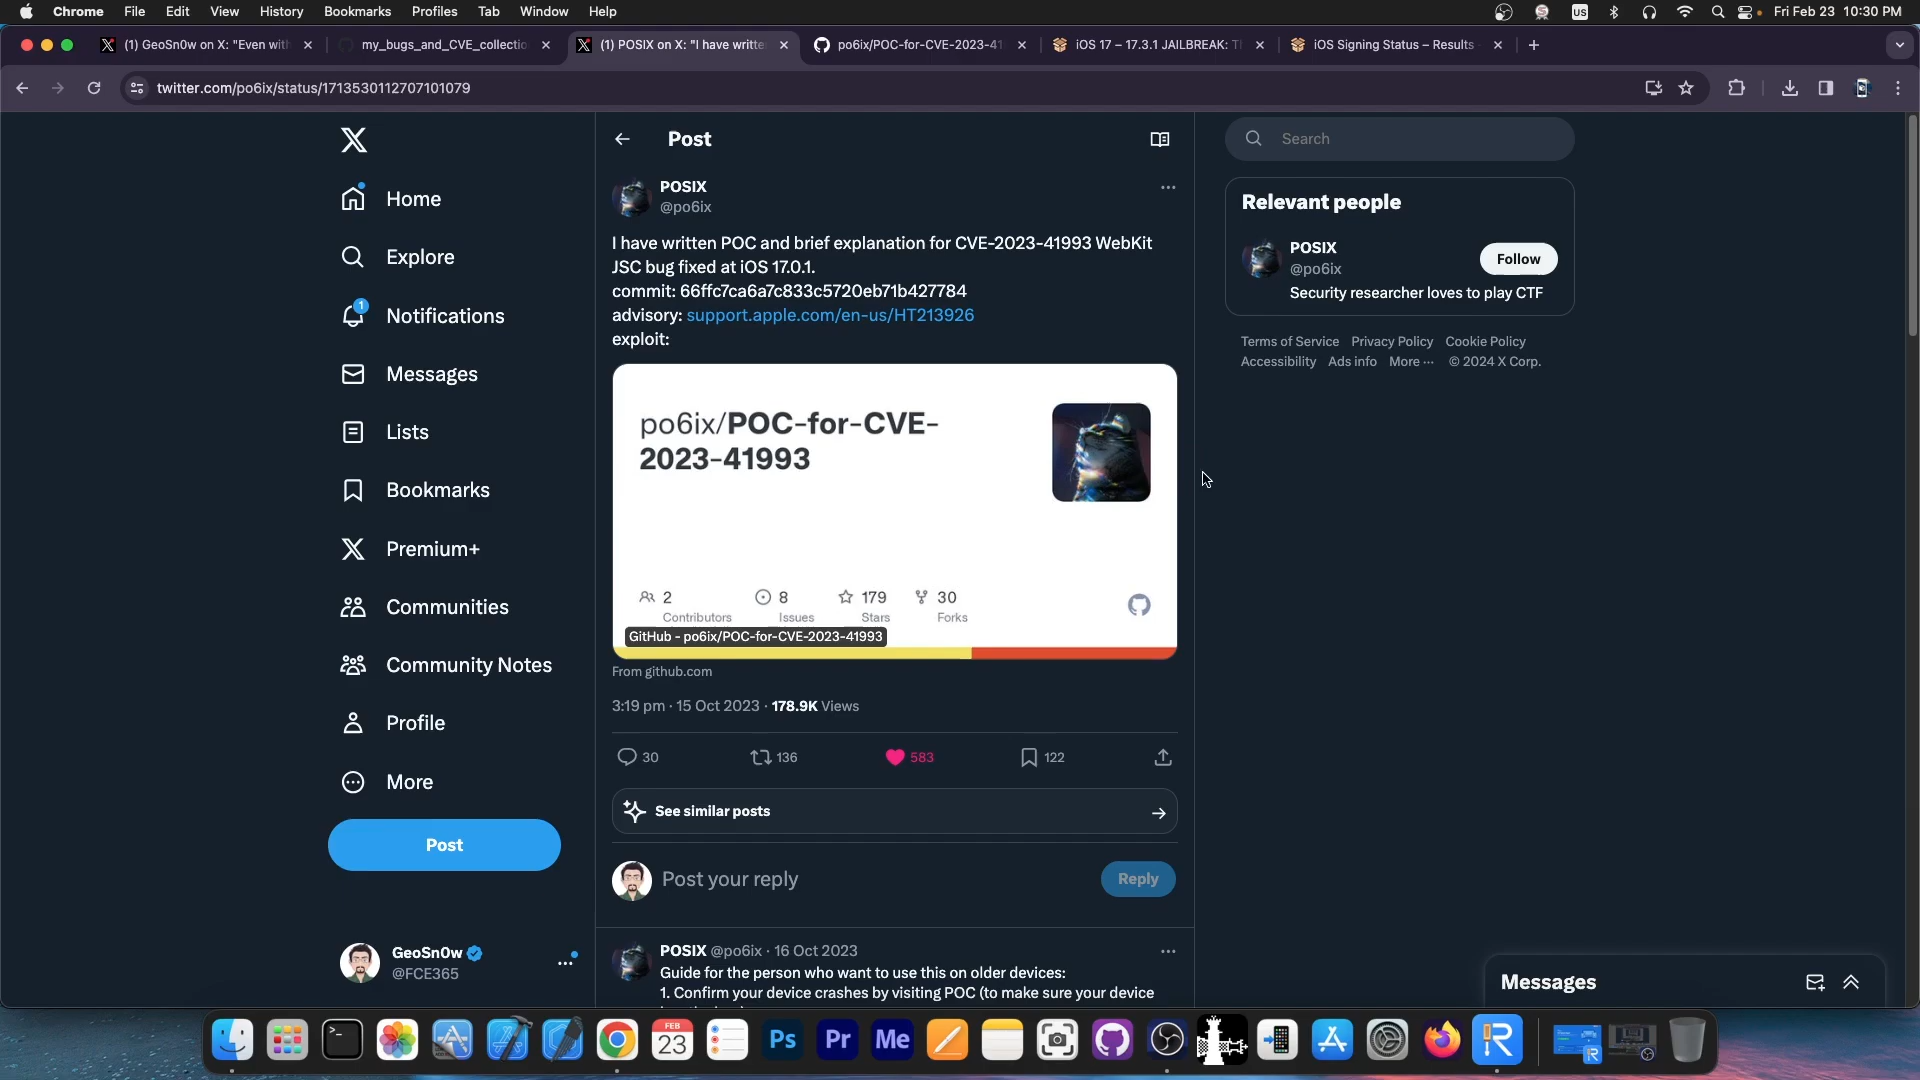 Chrome File Edit View History Bookmarks Profiles Tab Window Help
US Fri Feb 23 10:30 PM
(1) GeoSn0w on X: "Even with
my_bugs_and_CVE_collectio
(1) POSIX on X: "I have writte
po6ix/POC-for-CVE-2023-41
iOS 17 – 17.3.1 JAILBREAK: T
iOS Signing Status – Results
twitter.com/po6ix/status/1713530112707101079
Home
Explore
1
Notifications
Messages
Lists
Bookmarks
Premium+
Communities
Community Notes
Profile
More
Post
GeoSn0w
@FCE365
Post
POSIX
@po6ix
I have written POC and brief explanation for CVE-2023-41993 WebKit
JSC bug fixed at iOS 17.0.1.
commit: 66ffc7ca6a7c833c5720eb71b427784
advisory: support.apple.com/en-us/HT213926
exploit:
po6ix/POC-for-CVE-
2023-41993
2 8 179 30
Contributors Issues Stars Forks
GitHub - po6ix/POC-for-CVE-2023-41993
From github.com
3:19 pm · 15 Oct 2023 · 178.9K Views
30 136 583 122
See similar posts
Post your reply
Reply
POSIX @po6ix · 16 Oct 2023
Guide for the person who want to use this on older devices:
1. Confirm your device crashes by visiting POC (to make sure your device
Search
Relevant people
POSIX
@po6ix
Follow
Security researcher loves to play CTF
Terms of Service Privacy Policy Cookie Policy
Accessibility Ads info More ··· © 2024 X Corp.
Messages
FEB
23
Ps Pr Me